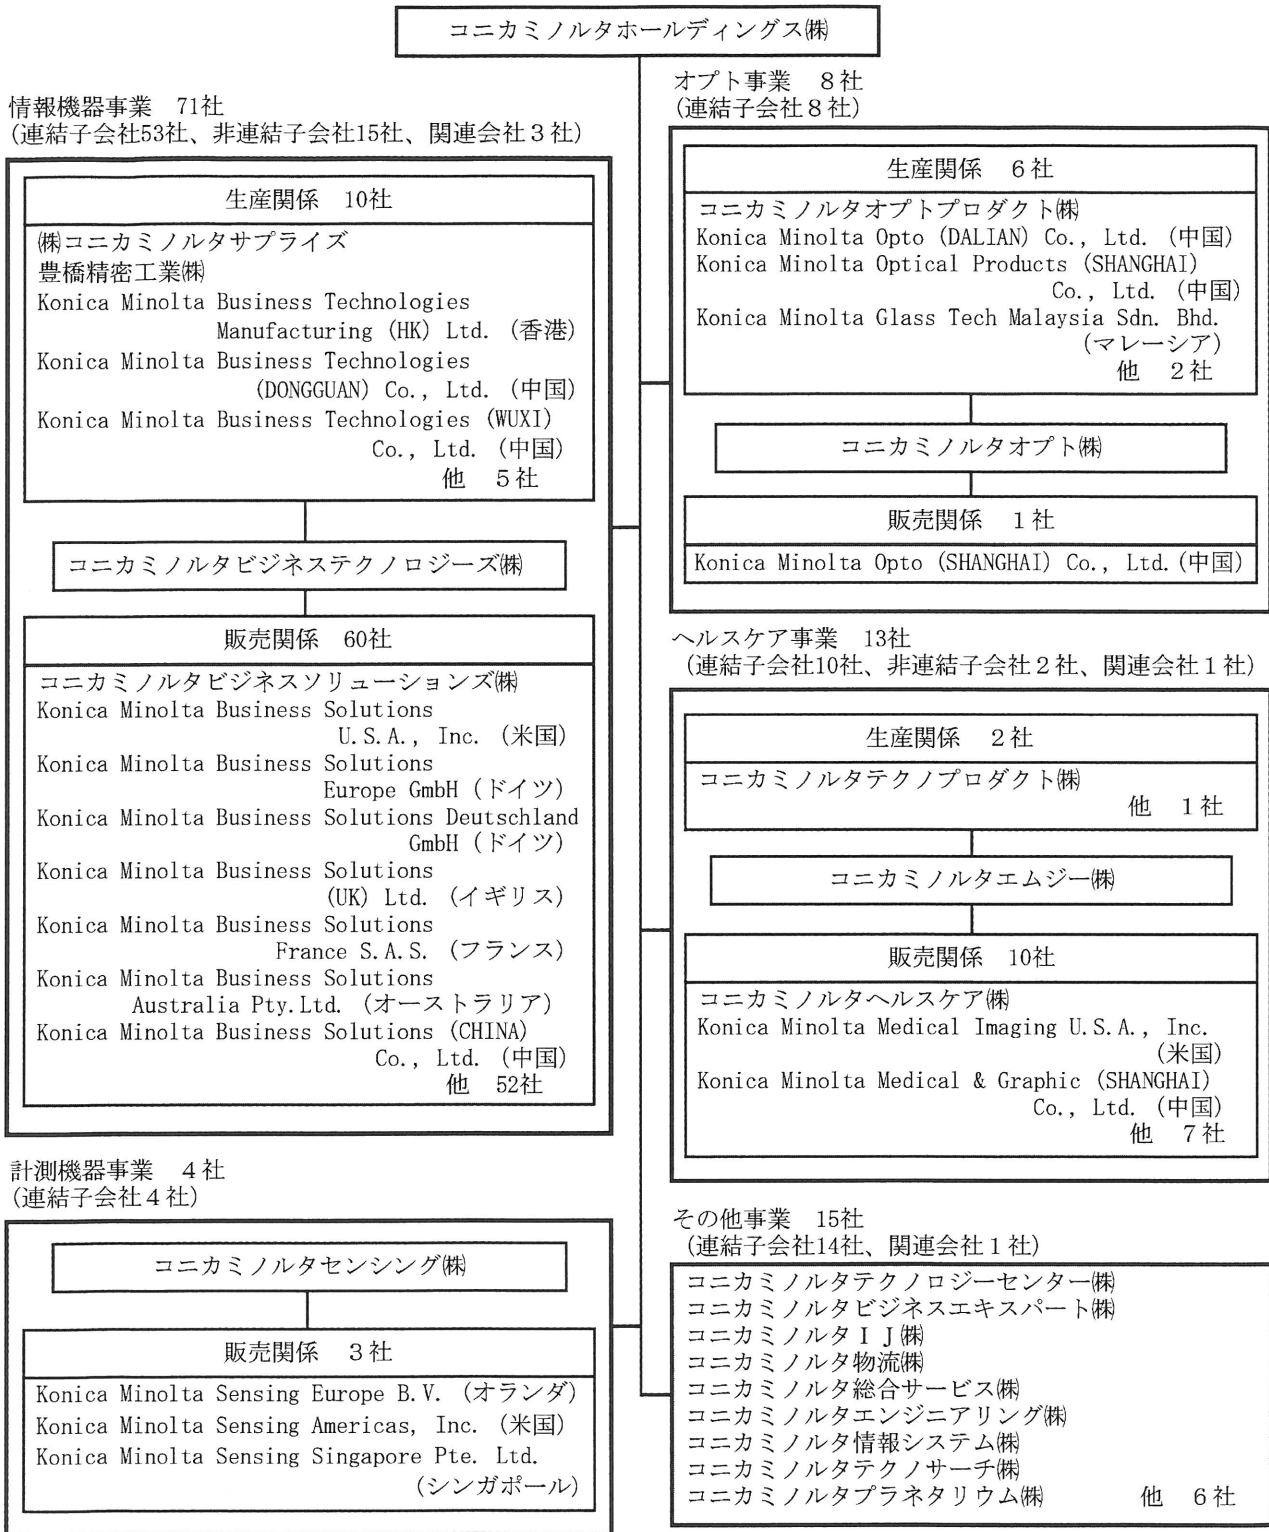 コニカミノルタホールディングス㈱
情報機器事業　71社
(連結子会社53社、非連結子会社15社、関連会社３社)
生産関係　10社
㈱コニカミノルタサプライズ
豊橋精密工業㈱
Konica Minolta Business Technologies
Manufacturing (HK) Ltd. (香港)
Konica Minolta Business Technologies
(DONGGUAN) Co., Ltd. (中国)
Konica Minolta Business Technologies (WUXI)
Co., Ltd. (中国)
他　５社
コニカミノルタビジネステクノロジーズ㈱
販売関係　60社
コニカミノルタビジネスソリューションズ㈱
Konica Minolta Business Solutions
U.S.A., Inc. (米国)
Konica Minolta Business Solutions
Europe GmbH (ドイツ)
Konica Minolta Business Solutions Deutschland
GmbH (ドイツ)
Konica Minolta Business Solutions
(UK) Ltd. (イギリス)
Konica Minolta Business Solutions
France S.A.S. (フランス)
Konica Minolta Business Solutions
Australia Pty.Ltd. (オーストラリア)
Konica Minolta Business Solutions (CHINA)
Co., Ltd. (中国)
他　52社
計測機器事業　４社
(連結子会社４社)
コニカミノルタセンシング㈱
販売関係　３社
Konica Minolta Sensing Europe B.V. (オランダ)
Konica Minolta Sensing Americas, Inc. (米国)
Konica Minolta Sensing Singapore Pte. Ltd.
(シンガポール)
オプト事業　８社
(連結子会社８社)
生産関係　６社
コニカミノルタオプトプロダクト㈱
Konica Minolta Opto (DALIAN) Co., Ltd. (中国)
Konica Minolta Optical Products (SHANGHAI)
Co., Ltd. (中国)
Konica Minolta Glass Tech Malaysia Sdn. Bhd.
(マレーシア)
他　２社
コニカミノルタオプト㈱
販売関係　１社
Konica Minolta Opto (SHANGHAI) Co., Ltd.(中国)
ヘルスケア事業　13社
(連結子会社10社、非連結子会社２社、関連会社１社)
生産関係　２社
コニカミノルタテクノプロダクト㈱
他　１社
コニカミノルタエムジー㈱
販売関係　10社
コニカミノルタヘルスケア㈱
Konica Minolta Medical Imaging U.S.A., Inc.
(米国)
Konica Minolta Medical & Graphic (SHANGHAI)
Co., Ltd. (中国)
他　７社
その他事業　15社
(連結子会社14社、関連会社１社)
コニカミノルタテクノロジーセンター㈱
コニカミノルタビジネスエキスパート㈱
コニカミノルタＩＪ㈱
コニカミノルタ物流㈱
コニカミノルタ総合サービス㈱
コニカミノルタエンジニアリング㈱
コニカミノルタ情報システム㈱
コニカミノルタテクノサーチ㈱
コニカミノルタプラネタリウム㈱　他　６社